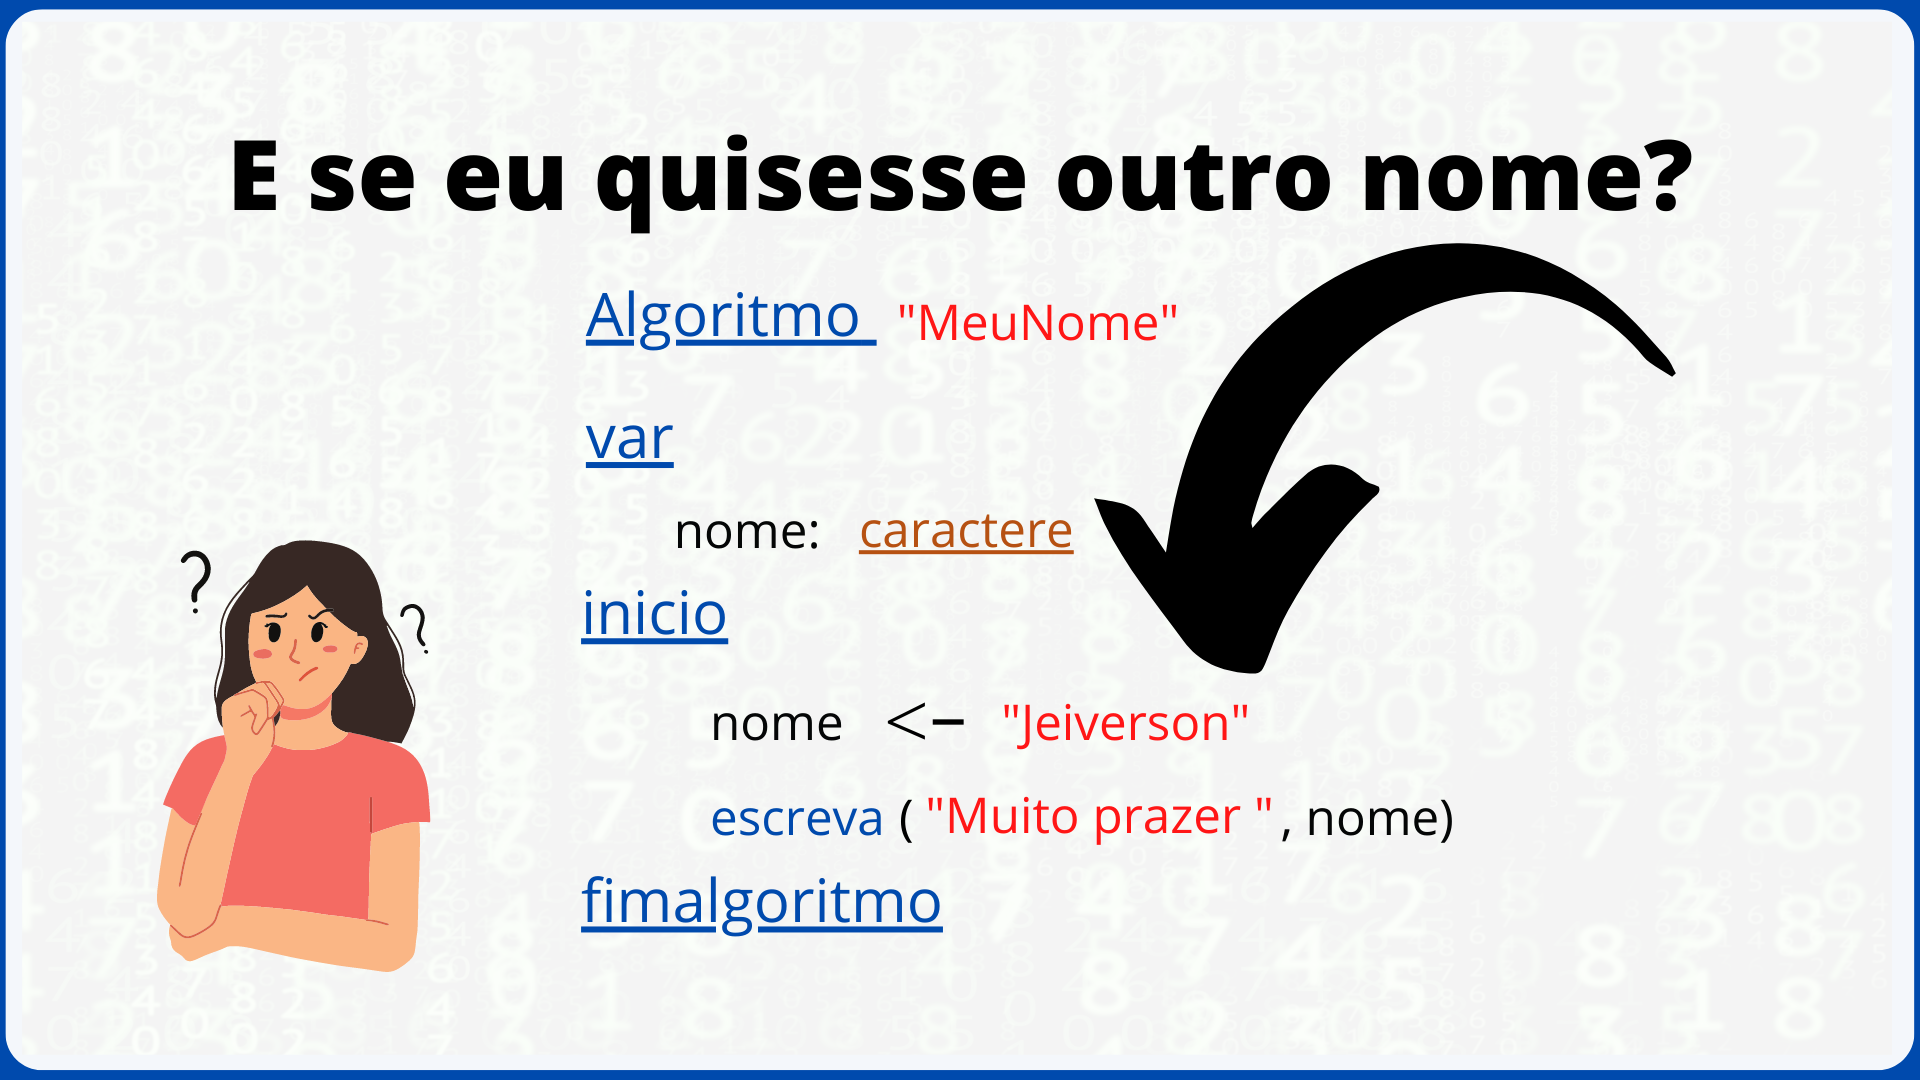 E se eu quisesse outro nome?
Algoritmo "MeuNome"
var
nome: caractere
inicio
nome <- "Jeiverson"
escreva ( "Muito prazer " , nome)
fimalgoritmo
? ?